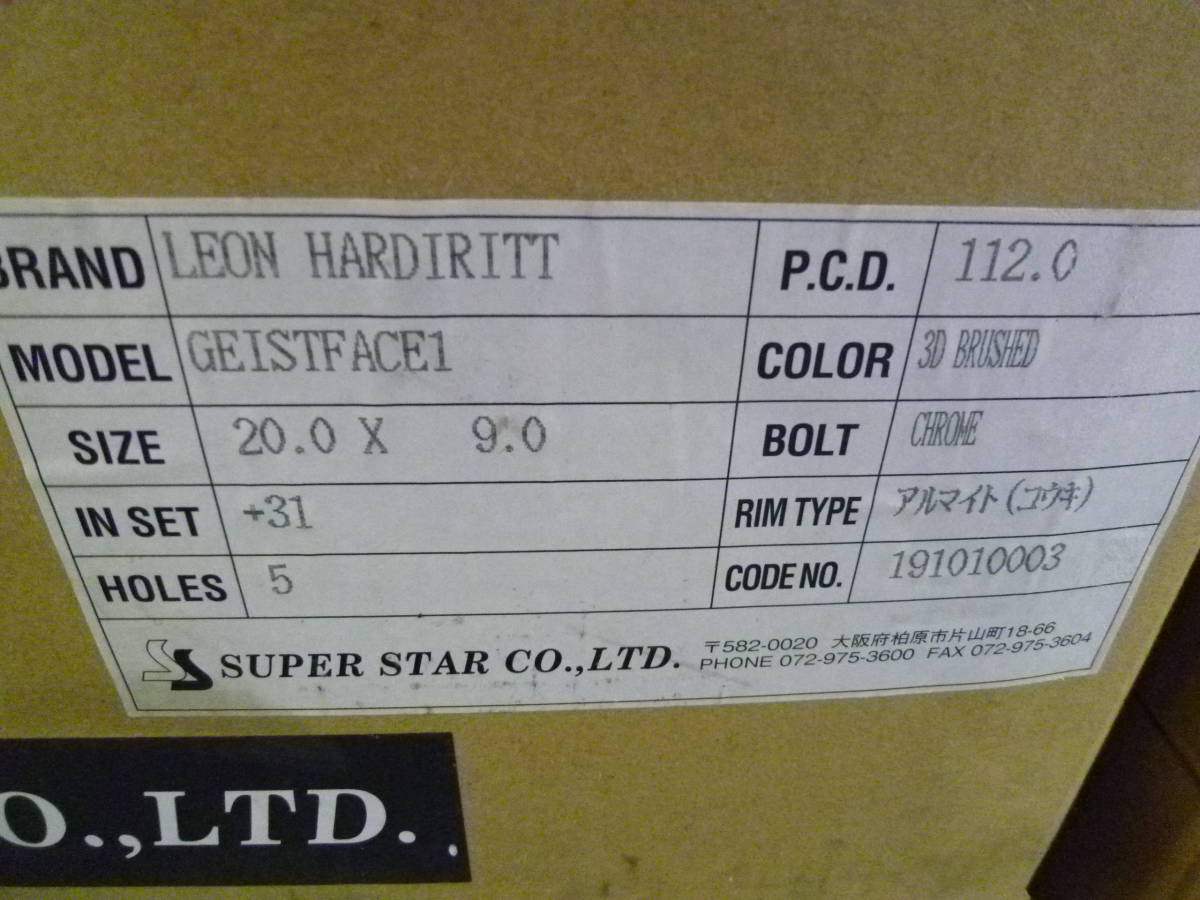 BRAND LEON HARDIRITT P.C.D. 112.0
MODEL GEISTFACE1 COLOR 3D BRUSHED
SIZE 20.0 X 9.0 BOLT CHROME
IN SET +31 RIM TYPE アルマイト(コウキ)
HOLES 5 CODE NO. 191010003
SS SUPER STAR CO.,LTD. 〒582-0020 大阪府柏原市片山町18-66
PHONE 072-975-3600 FAX 072-975-3604
O.,LTD.